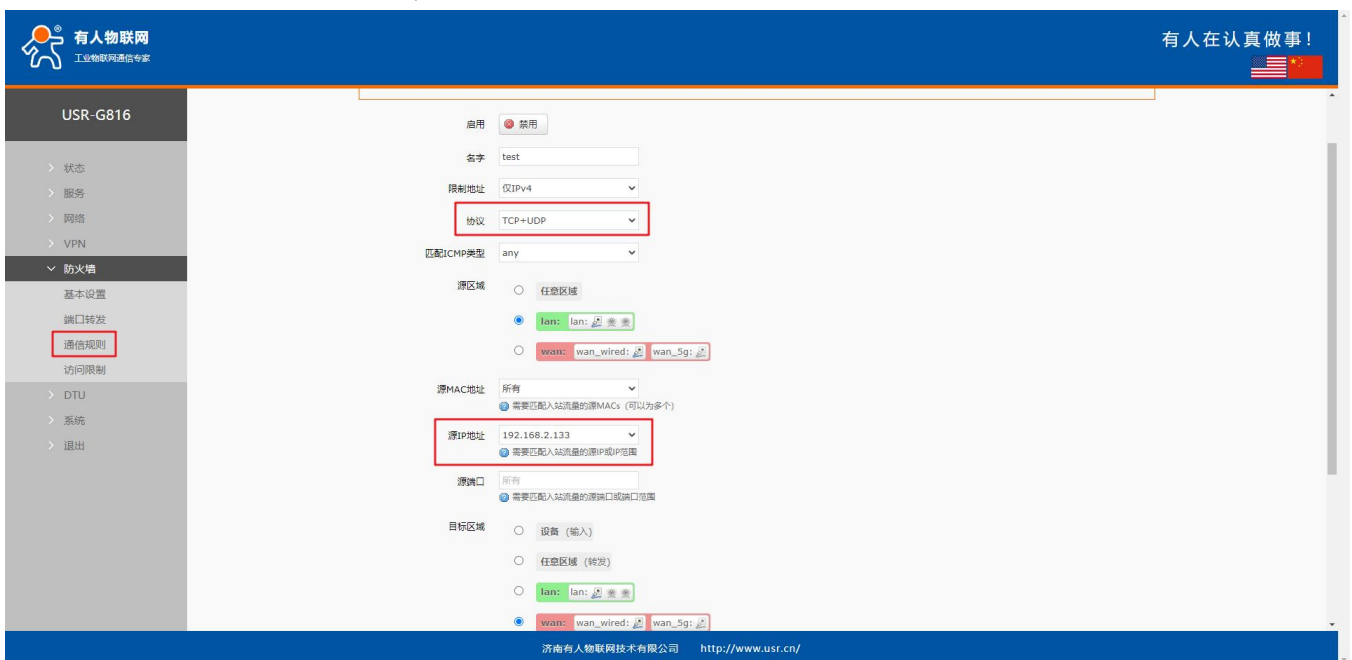 有人物联网
工业物联网通信专家
有人在认真做事！
USR-G816
状态
服务
网络
VPN
防火墙
基本设置
端口转发
通信规则
访问限制
DTU
系统
退出
启用 禁用
名字 test
限制地址 仅IPv4
协议 TCP+UDP
匹配ICMP类型 any
源区域 任意区域
lan: lan:
wan: wan_wired: wan_5g:
源MAC地址 所有
需要匹配入站流量的源MACs（可以为多个）
源IP地址 192.168.2.133
需要匹配入站流量的源IP或IP范围
源端口 所有
需要匹配入站流量的源端口或端口范围
目标区域 设备（输入）
任意区域（转发）
lan: lan:
wan: wan_wired: wan_5g:
济南有人物联网技术有限公司 http://www.usr.cn/